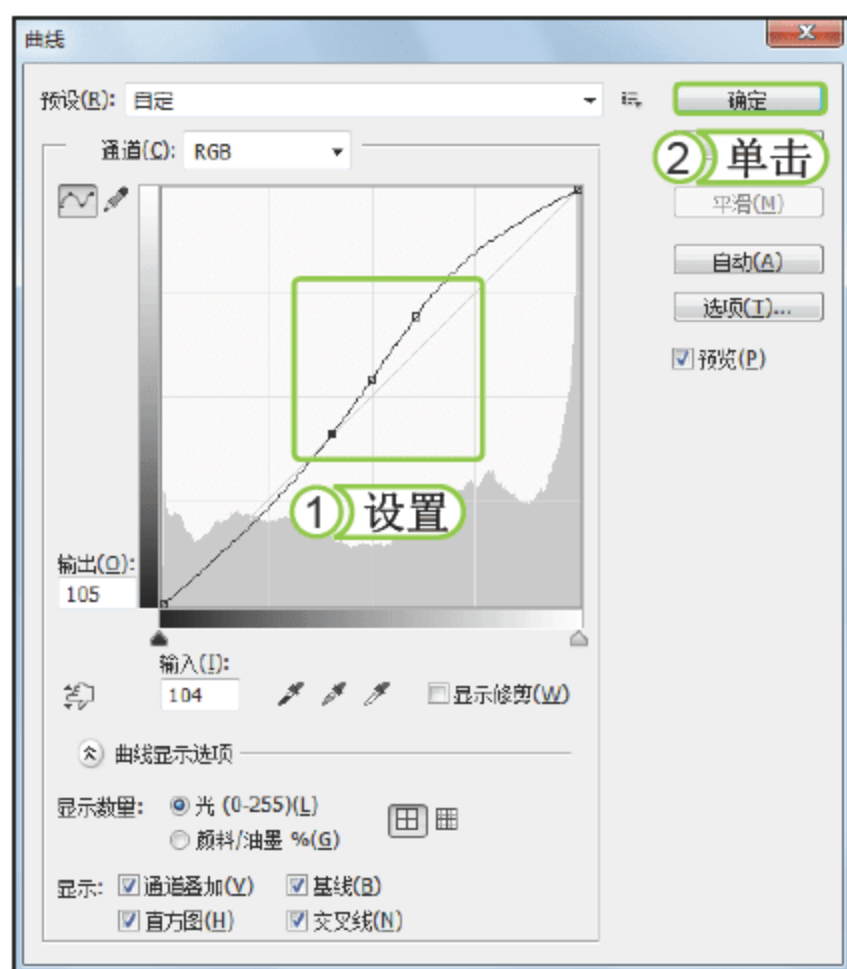 曲线
预设(R): 自定
确定
通道(C): RGB
② 单击
平滑(M)
自动(A)
选项(T)...
预览(P)
① 设置
输出(O):
105
输入(I):
104
显示修剪(W)
曲线显示选项
显示数量: 光 (0-255)(L)
颜料/油墨 %(G)
显示: 通道叠加(V) 基线(B)
直方图(H) 交叉线(N)